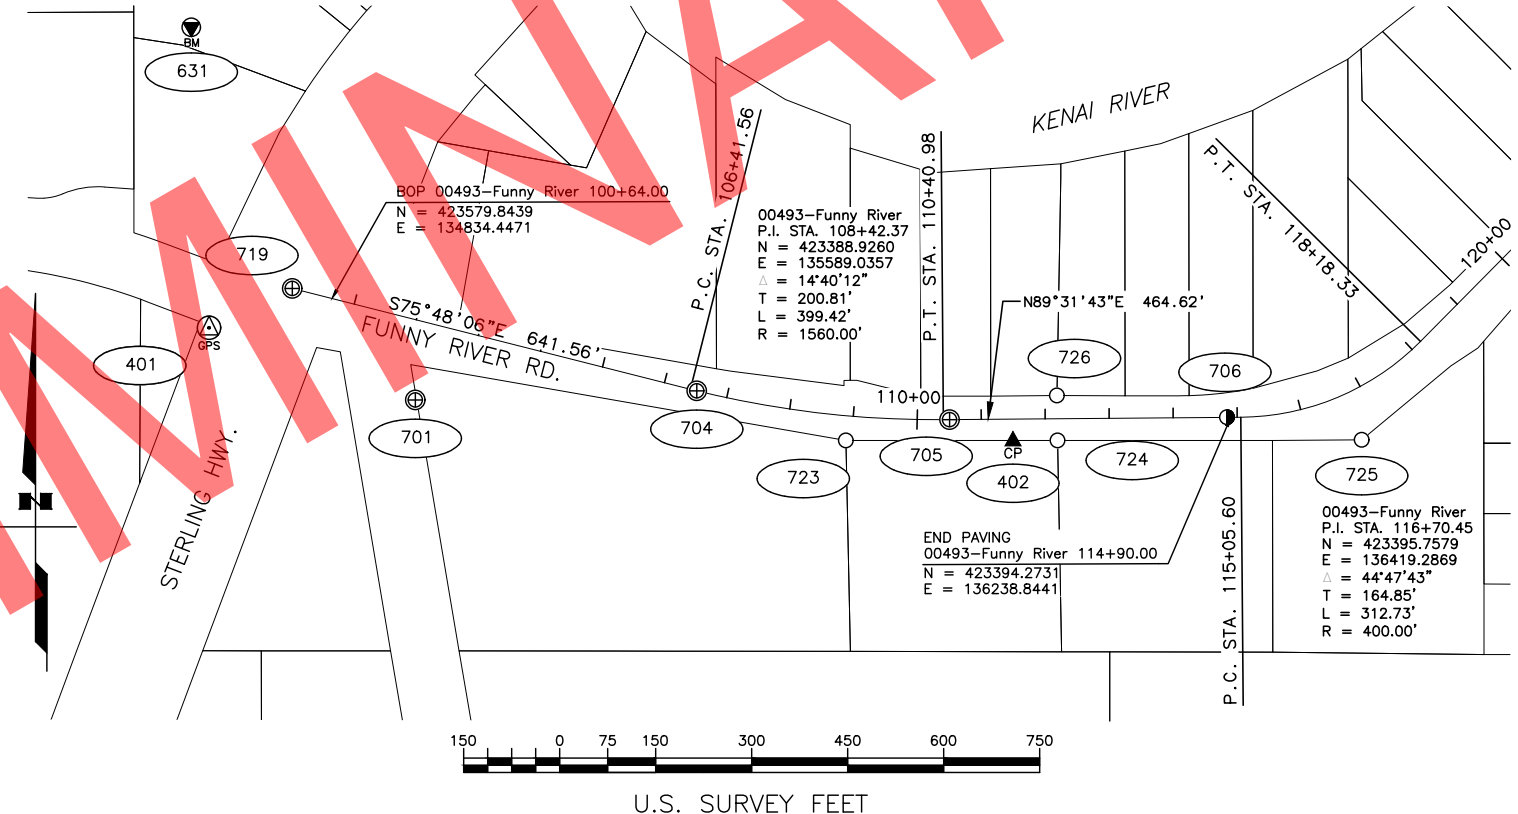 BM
631
KENAI RIVER
BOP 00493-Funny River 100+64.00
N = 423579.8439
E = 134834.4471
P.C. STA. 106+41.56
00493-Funny River
P.I. STA. 108+42.37
N = 423388.9260
E = 135589.0357
△ = 14°40'12"
T = 200.81'
L = 399.42'
R = 1560.00'
P.T. STA. 110+40.98
P.T. STA. 118+18.33
120+00
719
GPS
401
S75°48'06"E 641.56'
FUNNY RIVER RD.
N89°31'43"E 464.62'
726
706
110+00
701
704
705
CP
402
723
724
725
STERLING HWY.
N
END PAVING
00493-Funny River 114+90.00
N = 423394.2731
E = 136238.8441
P.C. STA. 115+05.60
00493-Funny River
P.I. STA. 116+70.45
N = 423395.7579
E = 136419.2869
△ = 44°47'43"
T = 164.85'
L = 312.73'
R = 400.00'
150 0 75 150 300 450 600 750
U.S. SURVEY FEET
MINA